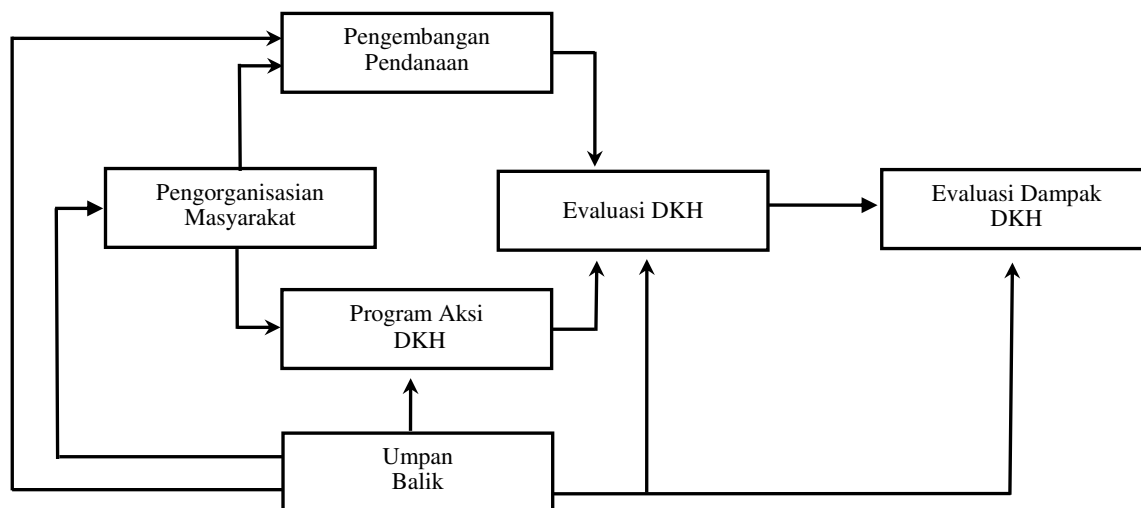 Pengembangan
Pendanaan
Pengorganisasian
Masyarakat
Evaluasi DKH
Evaluasi Dampak
DKH
Program Aksi
DKH
Umpan
Balik